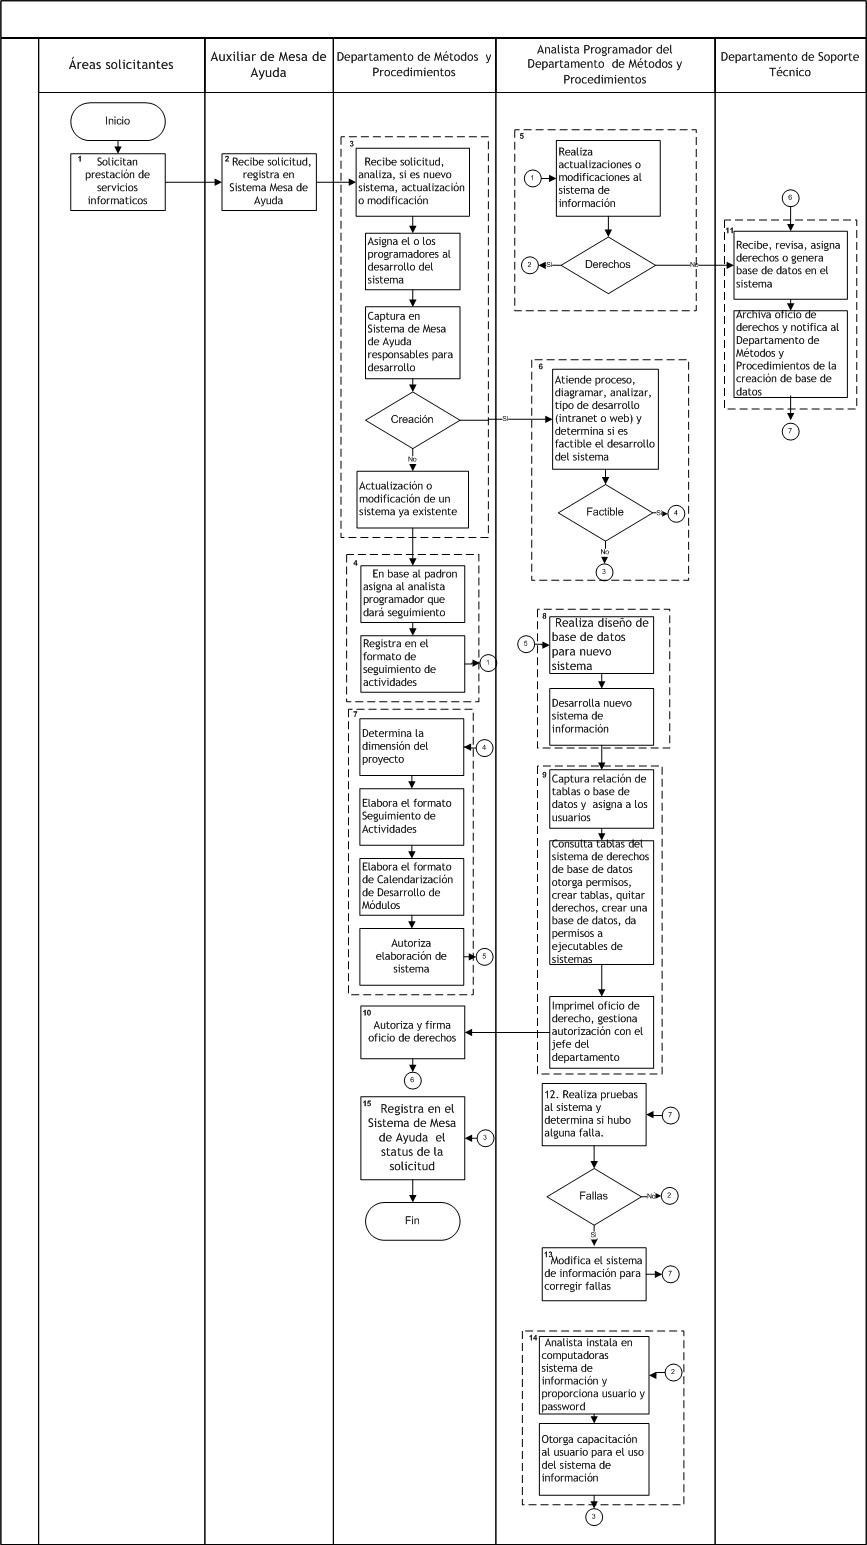 Áreas solicitantes
Auxiliar de Mesa de
Ayuda
Departamento de Métodos y
Procedimientos
Analista Programador del
Departamento de Métodos y
Procedimientos
Departamento de Soporte
Técnico
Inicio
1 Solicitan
prestación de
servicios
informaticos
2 Recibe solicitud,
registra en
Sistema Mesa de
Ayuda
3
Recibe solicitud,
analiza, si es nuevo
sistema, actualización
o modificación
Asigna el o los
programadores al
desarrollo del
sistema
Captura en
Sistema de Mesa
de Ayuda
responsables para
desarrollo
Creación
Si
No
Actualización o
modificación de un
sistema ya existente
4
En base al padron
asigna al analista
programador que
dará seguimiento
Registra en el
formato de
seguimiento de
actividades
1
7
Determina la
dimensión del
proyecto
4
Elabora el formato
Seguimiento de
Actividades
Elabora el formato
de Calendarización
de Desarrollo de
Módulos
Autoriza
elaboración de
sistema
5
10
Autoriza y firma
oficio de derechos
6
15
Registra en el
Sistema de Mesa
de Ayuda el
status de la
solicitud
3
Fin
5
Realiza
actualizaciones o
modificaciones al
sistema de
información
1
Derechos
Si
2
No
6
Atiende proceso,
diagramar, analizar,
tipo de desarrollo
(intranet o web) y
determina si es
factible el desarrollo
del sistema
Factible
Si
4
No
3
8
Realiza diseño de
base de datos
para nuevo
sistema
5
Desarrolla nuevo
sistema de
información
9
Captura relación de
tablas o base de
datos y asigna a los
usuarios
Consulta tablas del
sistema de derechos
de base de datos
otorga permisos,
crear tablas, quitar
derechos, crear una
base de datos, da
permisos a
ejecutables de
sistemas
Imprimel oficio de
derecho, gestiona
autorización con el
jefe del
departamento
12. Realiza pruebas
al sistema y
determina si hubo
alguna falla.
7
Fallas
No
2
Si
13
Modifica el sistema
de información para
corregir fallas
7
14
Analista instala en
computadoras
sistema de
información y
proporciona usuario y
password
2
Otorga capacitación
al usuario para el uso
del sistema de
información
3
6
11
Recibe, revisa, asigna
derechos o genera
base de datos en el
sistema
Archiva oficio de
derechos y notifica al
Departamento de
Métodos y
Procedimientos de la
creación de base de
datos
7